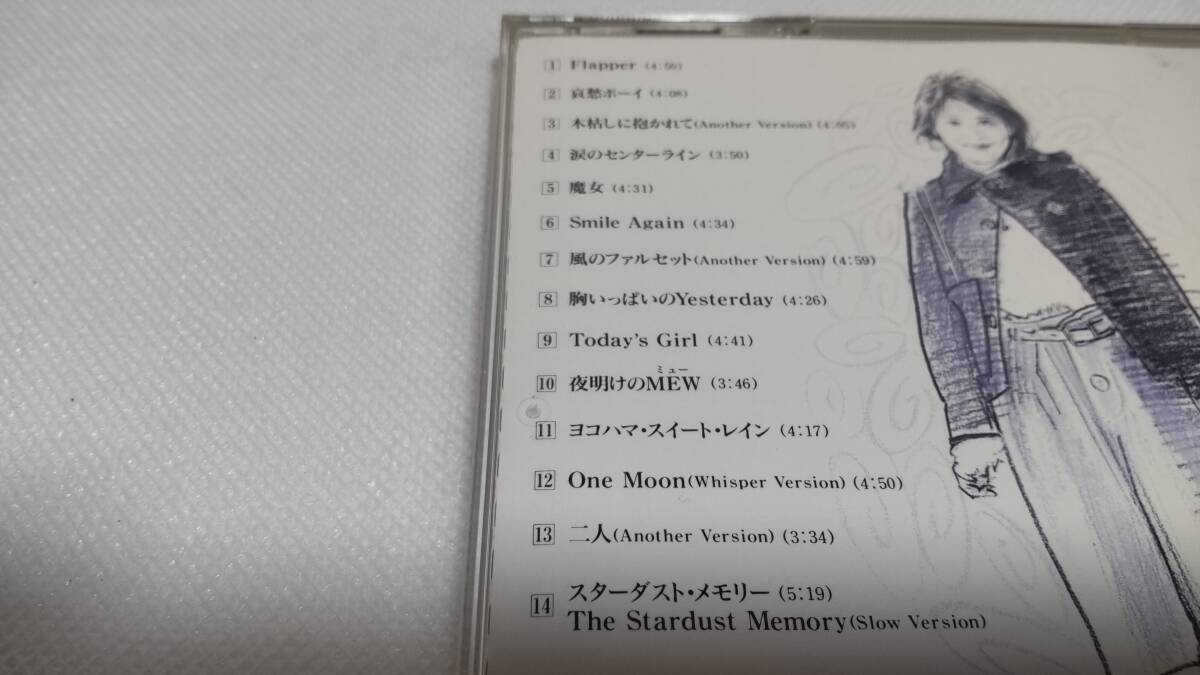 1 Flapper (4:50)
2 哀愁ボーイ (4:08)
3 木枯しに抱かれて(Another Version) (4:05)
4 涙のセンターライン (3:50)
5 魔女 (4:31)
6 Smile Again (4:34)
7 風のファルセット(Another Version) (4:59)
8 胸いっぱいのYesterday (4:26)
9 Today's Girl (4:41)
ミュー
10 夜明けのMEW (3:46)
11 ヨコハマ・スイート・レイン (4:17)
12 One Moon(Whisper Version) (4:50)
13 二人(Another Version) (3:34)
14 スターダスト・メモリー (5:19)
The Stardust Memory(Slow Version)